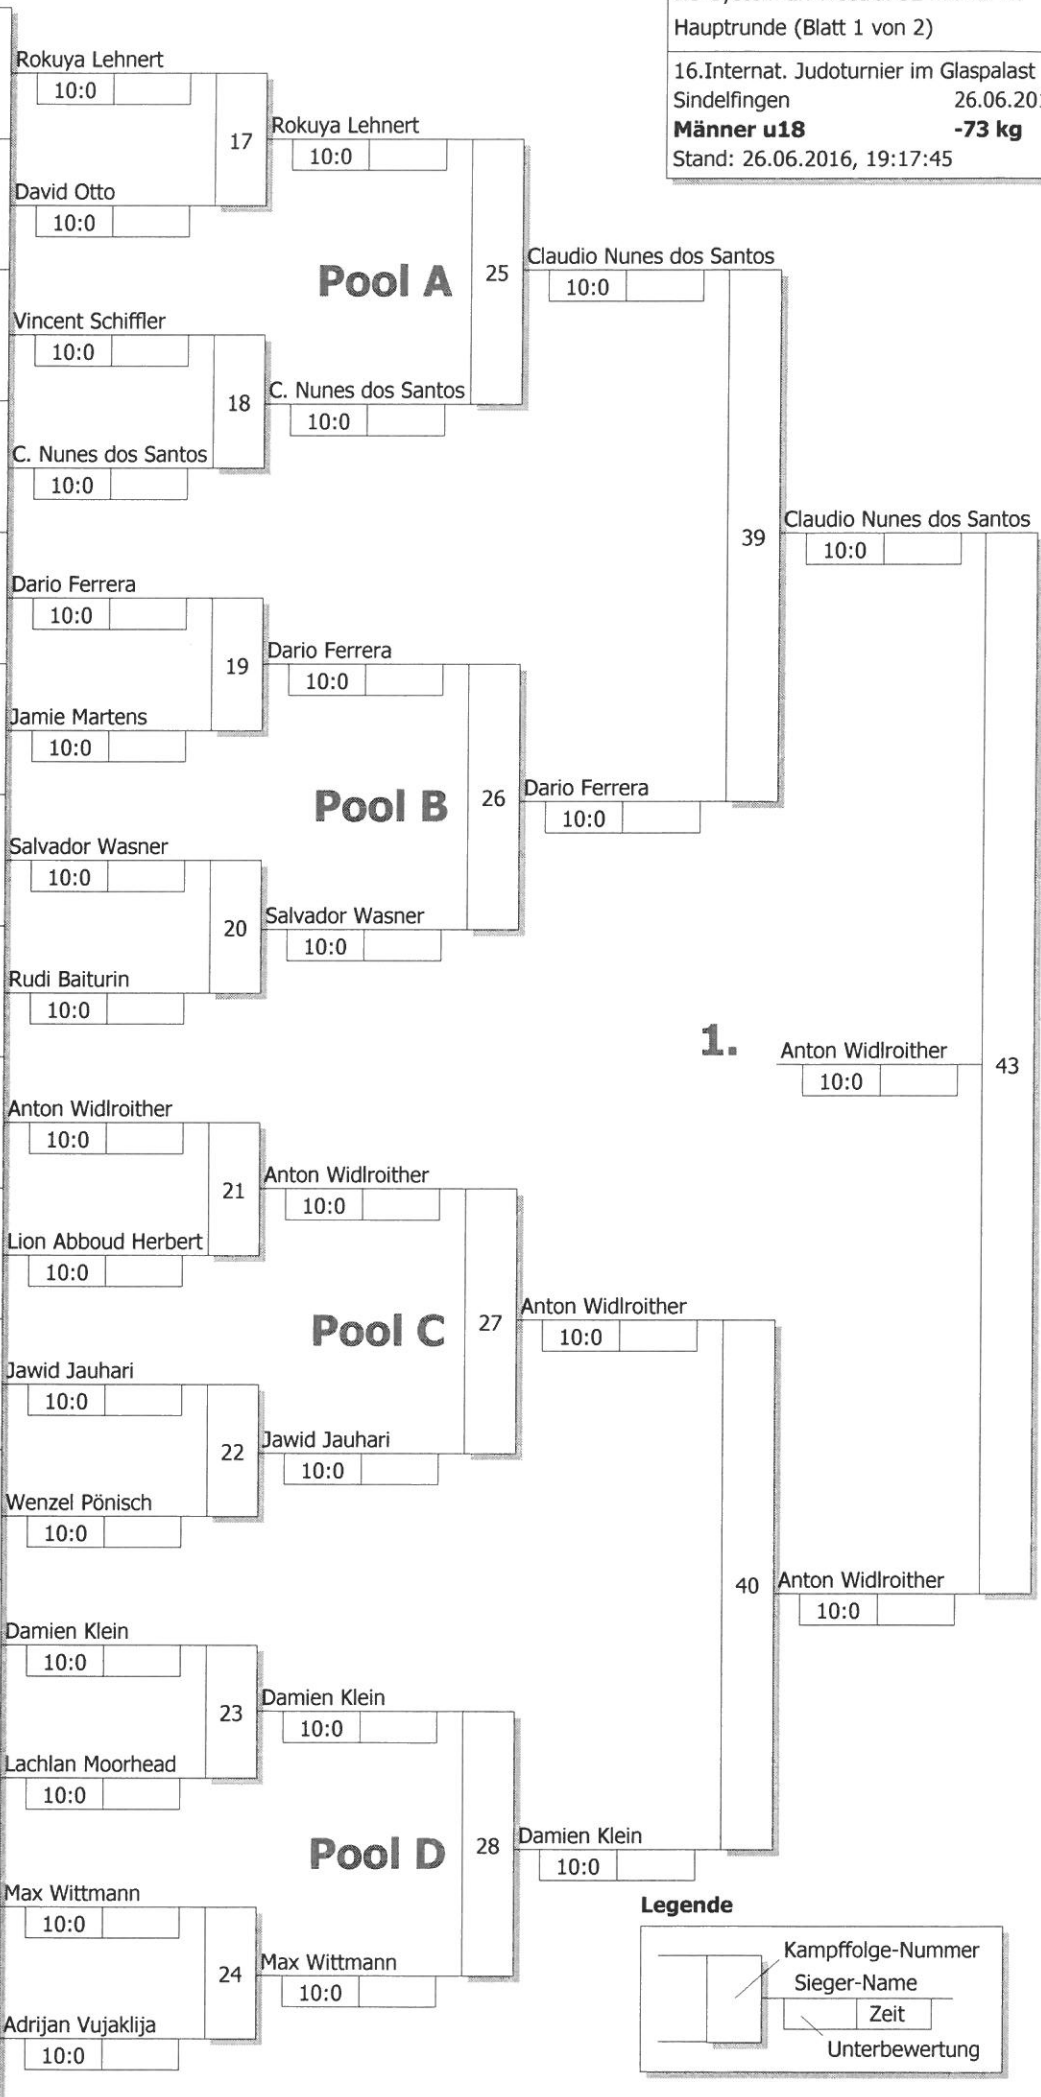 Hauptrunde (Blatt 1 von 2)
16.Internat. Judoturnier im Glaspalast
Sindelfingen 26.06.201
Männer u18 -73 kg
Stand: 26.06.2016, 19:17:45
Rokuya Lehnert
10:0
17
Rokuya Lehnert
10:0
David Otto
10:0
Pool A
25
Claudio Nunes dos Santos
10:0
Vincent Schiffler
10:0
18
C. Nunes dos Santos
10:0
C. Nunes dos Santos
10:0
39
Claudio Nunes dos Santos
10:0
Dario Ferrera
10:0
19
Dario Ferrera
10:0
Jamie Martens
10:0
Pool B
26
Dario Ferrera
10:0
Salvador Wasner
10:0
20
Salvador Wasner
10:0
Rudi Baiturin
10:0
1.
Anton Widlroither
10:0
43
Anton Widlroither
10:0
21
Anton Widlroither
10:0
Lion Abboud Herbert
10:0
Pool C
27
Anton Widlroither
10:0
Jawid Jauhari
10:0
22
Jawid Jauhari
10:0
Wenzel Pönisch
10:0
40
Anton Widlroither
10:0
Damien Klein
10:0
23
Damien Klein
10:0
Lachlan Moorhead
10:0
Pool D
28
Damien Klein
10:0
Max Wittmann
10:0
24
Max Wittmann
10:0
Adrijan Vujaklija
10:0
Legende
Kampffolge-Nummer
Sieger-Name
Zeit
Unterbewertung